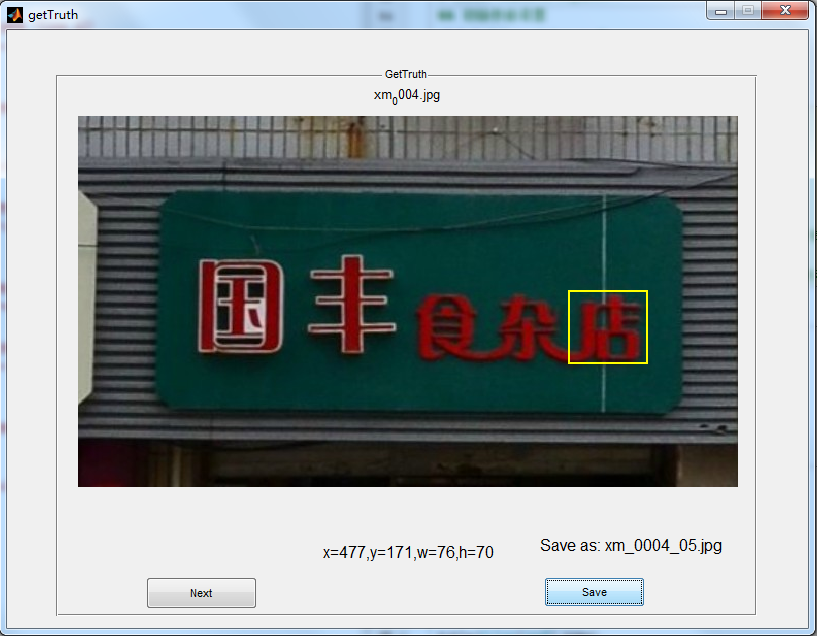 getTruth
GetTruth
xm_0004.jpg
国丰食杂店
x=477,y=171,w=76,h=70
Save as: xm_0004_05.jpg
Next
Save